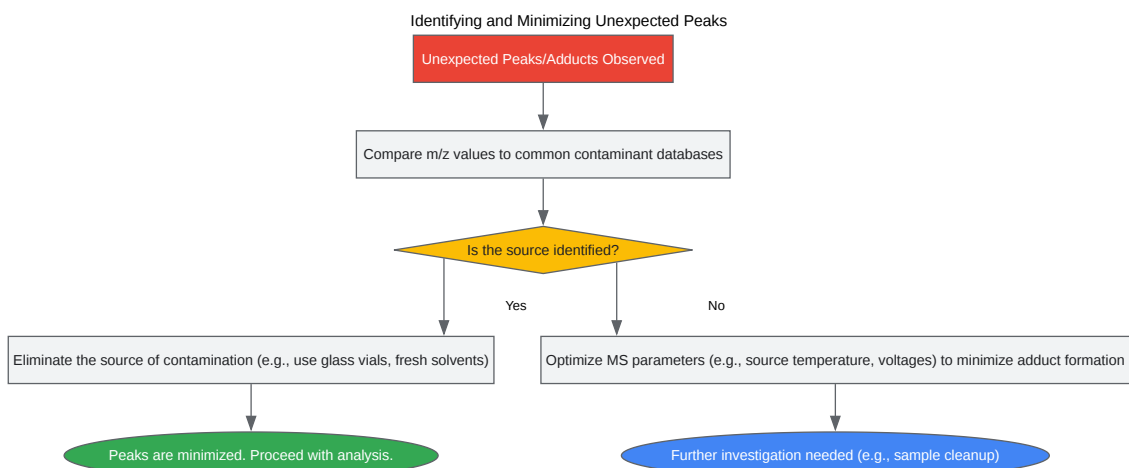 Identifying and Minimizing Unexpected Peaks
Unexpected Peaks/Adducts Observed
Compare m/z values to common contaminant databases
Is the source identified?
Yes
No
Eliminate the source of contamination (e.g., use glass vials, fresh solvents)
Optimize MS parameters (e.g., source temperature, voltages) to minimize adduct formation
Peaks are minimized. Proceed with analysis.
Further investigation needed (e.g., sample cleanup)